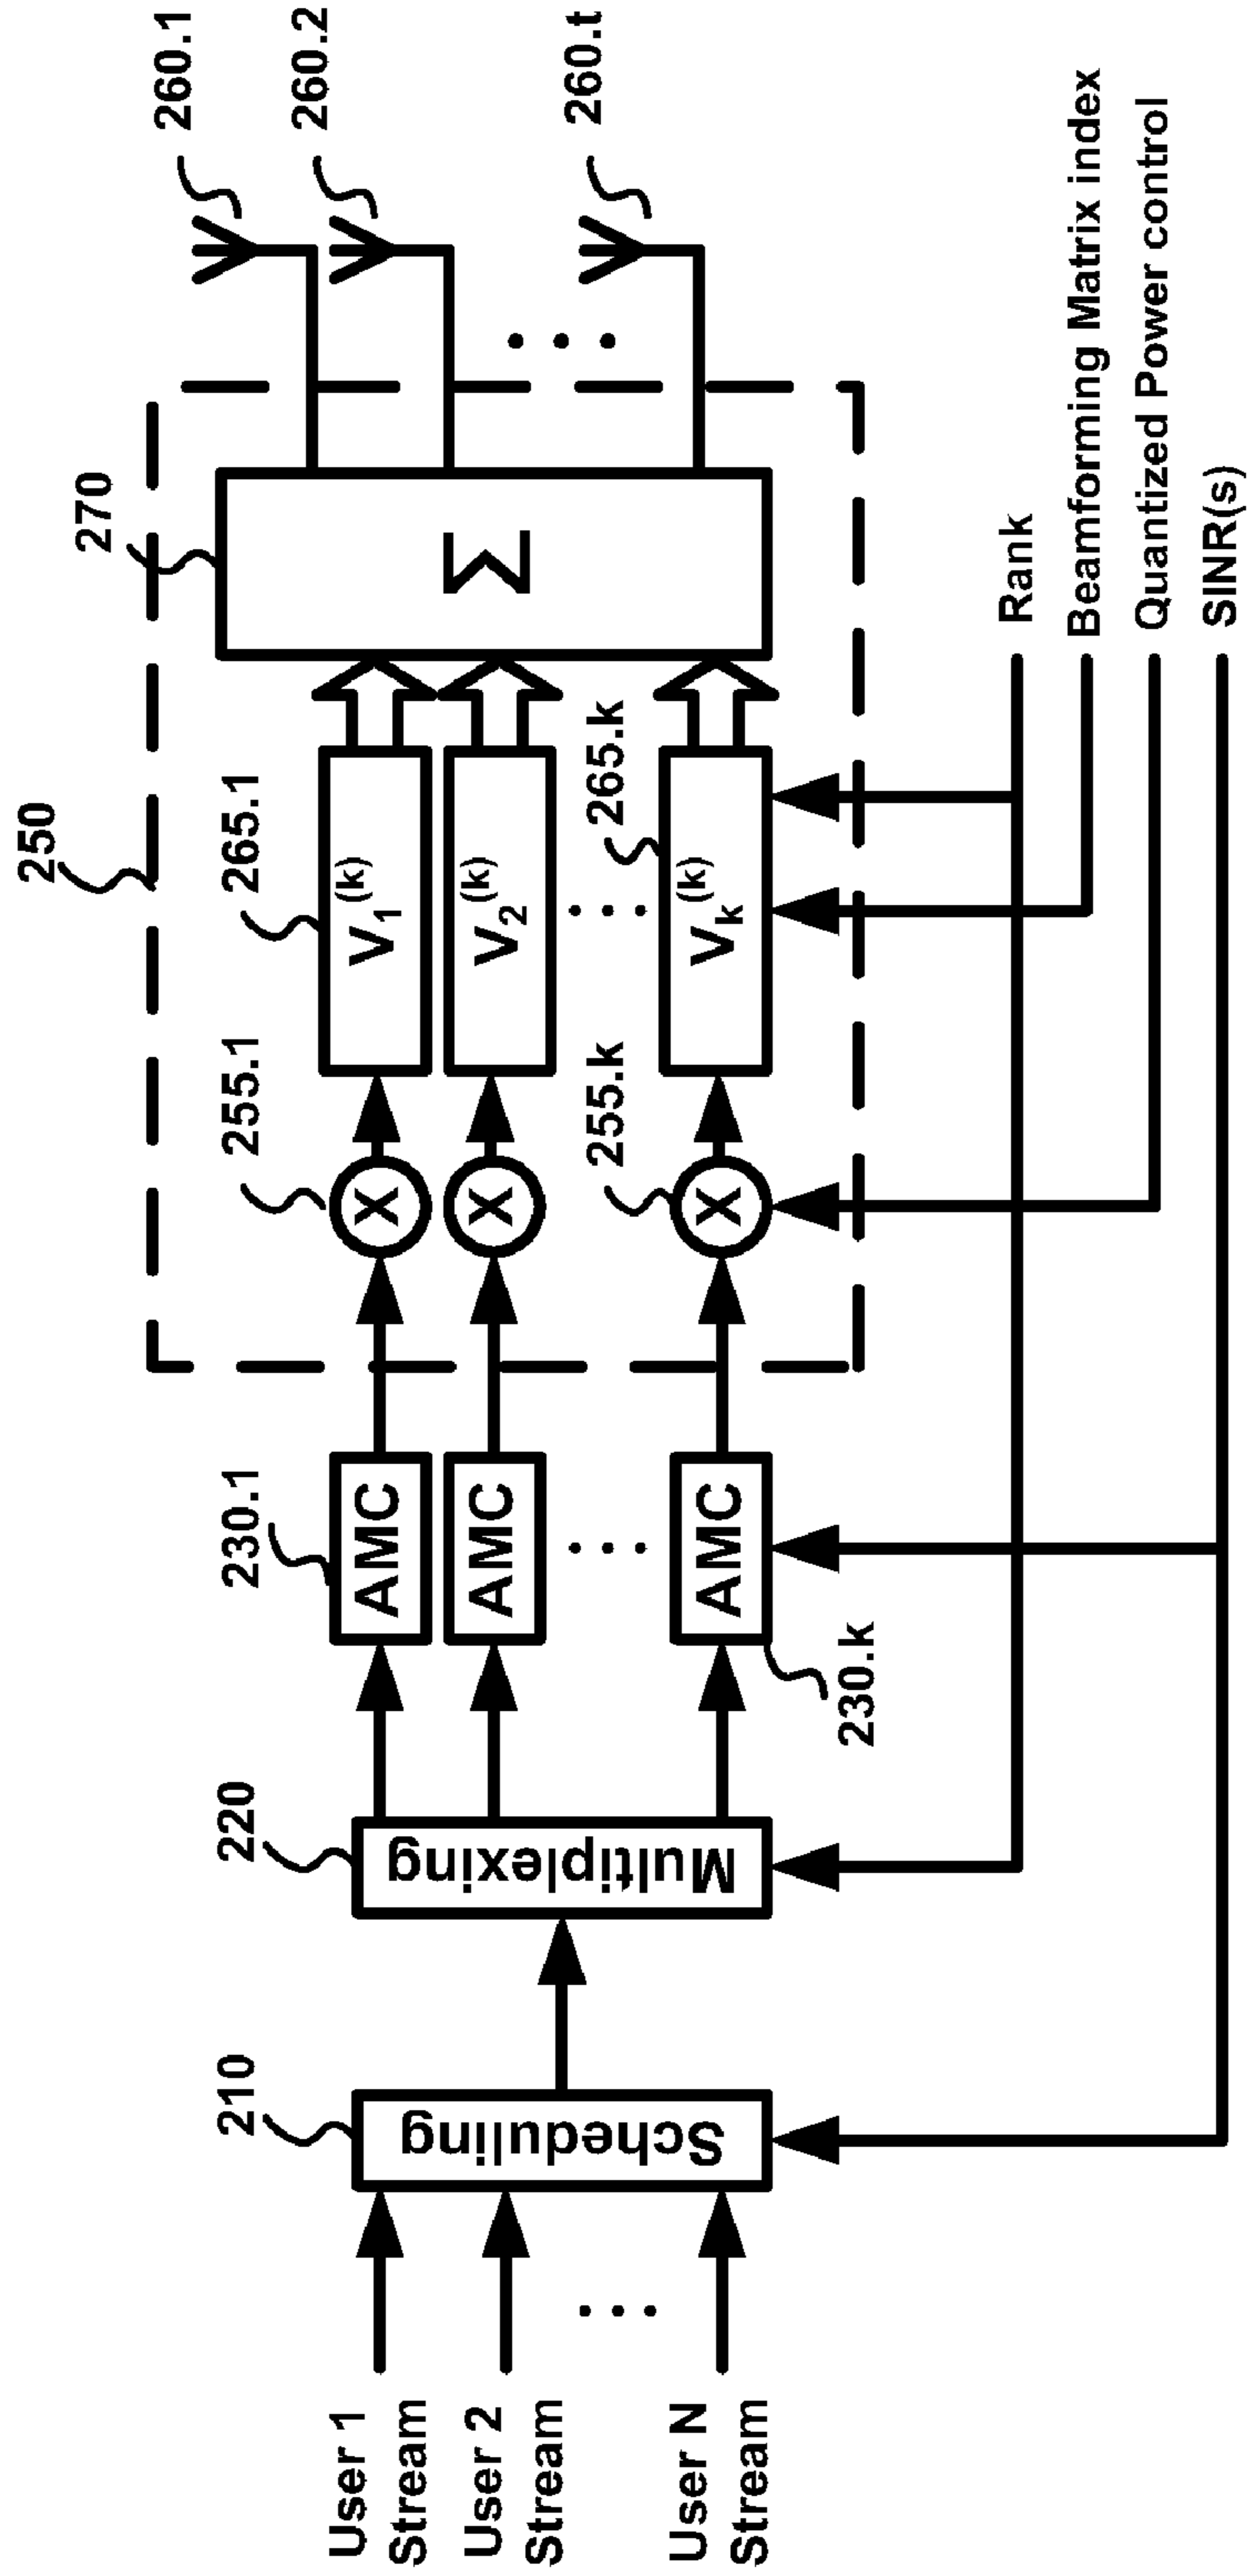 250
270
260.1
260.2
260.t
210
220
230.1
255.1
265.1
User 1
Stream
User 2
Stream
User N
Stream
Scheduling
Multiplexing
AMC
AMC
AMC
X
X
X
V1(k)
V2(k)
Vk(k)
Σ
...
...
...
...
...
255.k
265.k
230.k
Rank
Beamforming Matrix index
Quantized Power control
SINR(s)